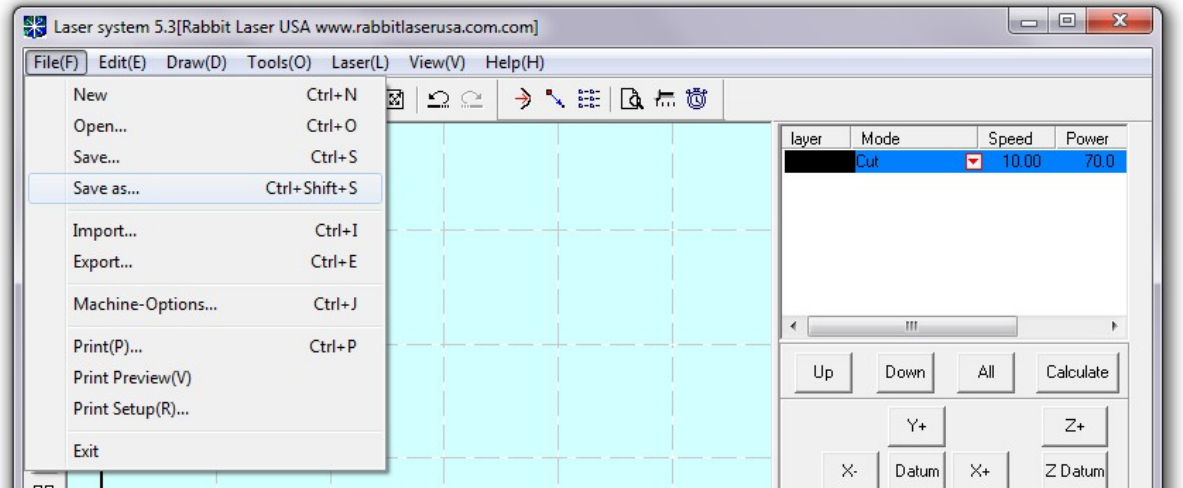 Laser system 5.3[Rabbit Laser USA www.rabbitlaserusa.com.com]
File(F) Edit(E) Draw(D) Tools(O) Laser(L) View(V) Help(H)
New Ctrl+N
Open... Ctrl+O
Save... Ctrl+S
Save as... Ctrl+Shift+S
Import... Ctrl+I
Export... Ctrl+E
Machine-Options... Ctrl+J
Print(P)... Ctrl+P
Print Preview(V)
Print Setup(R)...
Exit
layer Mode Speed Power
Cut 10.00 70.0
Up Down All Calculate
Y+ Z+
X- Datum X+ Z Datum